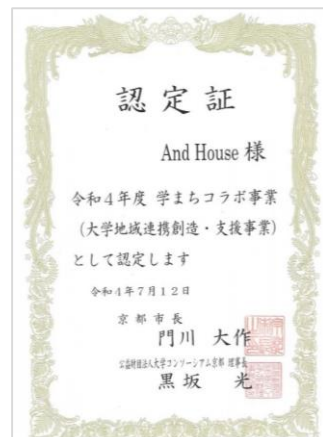 認定証
And House 様
令和4年度 学まちコラボ事業
(大学地域連携創造・支援事業)
として認定します
令和4年7月12日
京都市長
門川 大作
公益財団法人大学コンソーシアム京都 理事長
黒坂 光